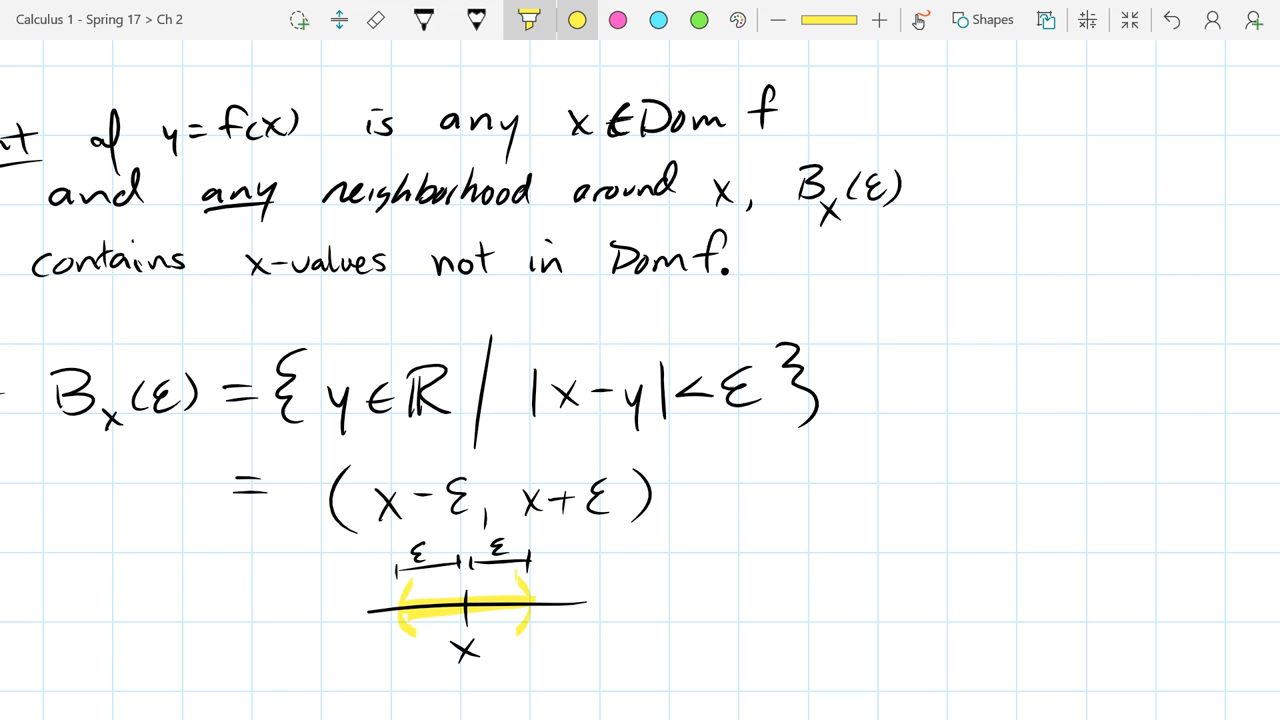 Calculus 1 - Spring 17 > Ch 2
Shapes
of y=f(x) is any x∈Dom f
and any neighborhood around x, Bₓ(ε)
contains x-values not in Dom f.
Bₓ(ε) = { y∈ℝ / |x-y|<ε }
= (x-ε, x+ε)
ε ε
x